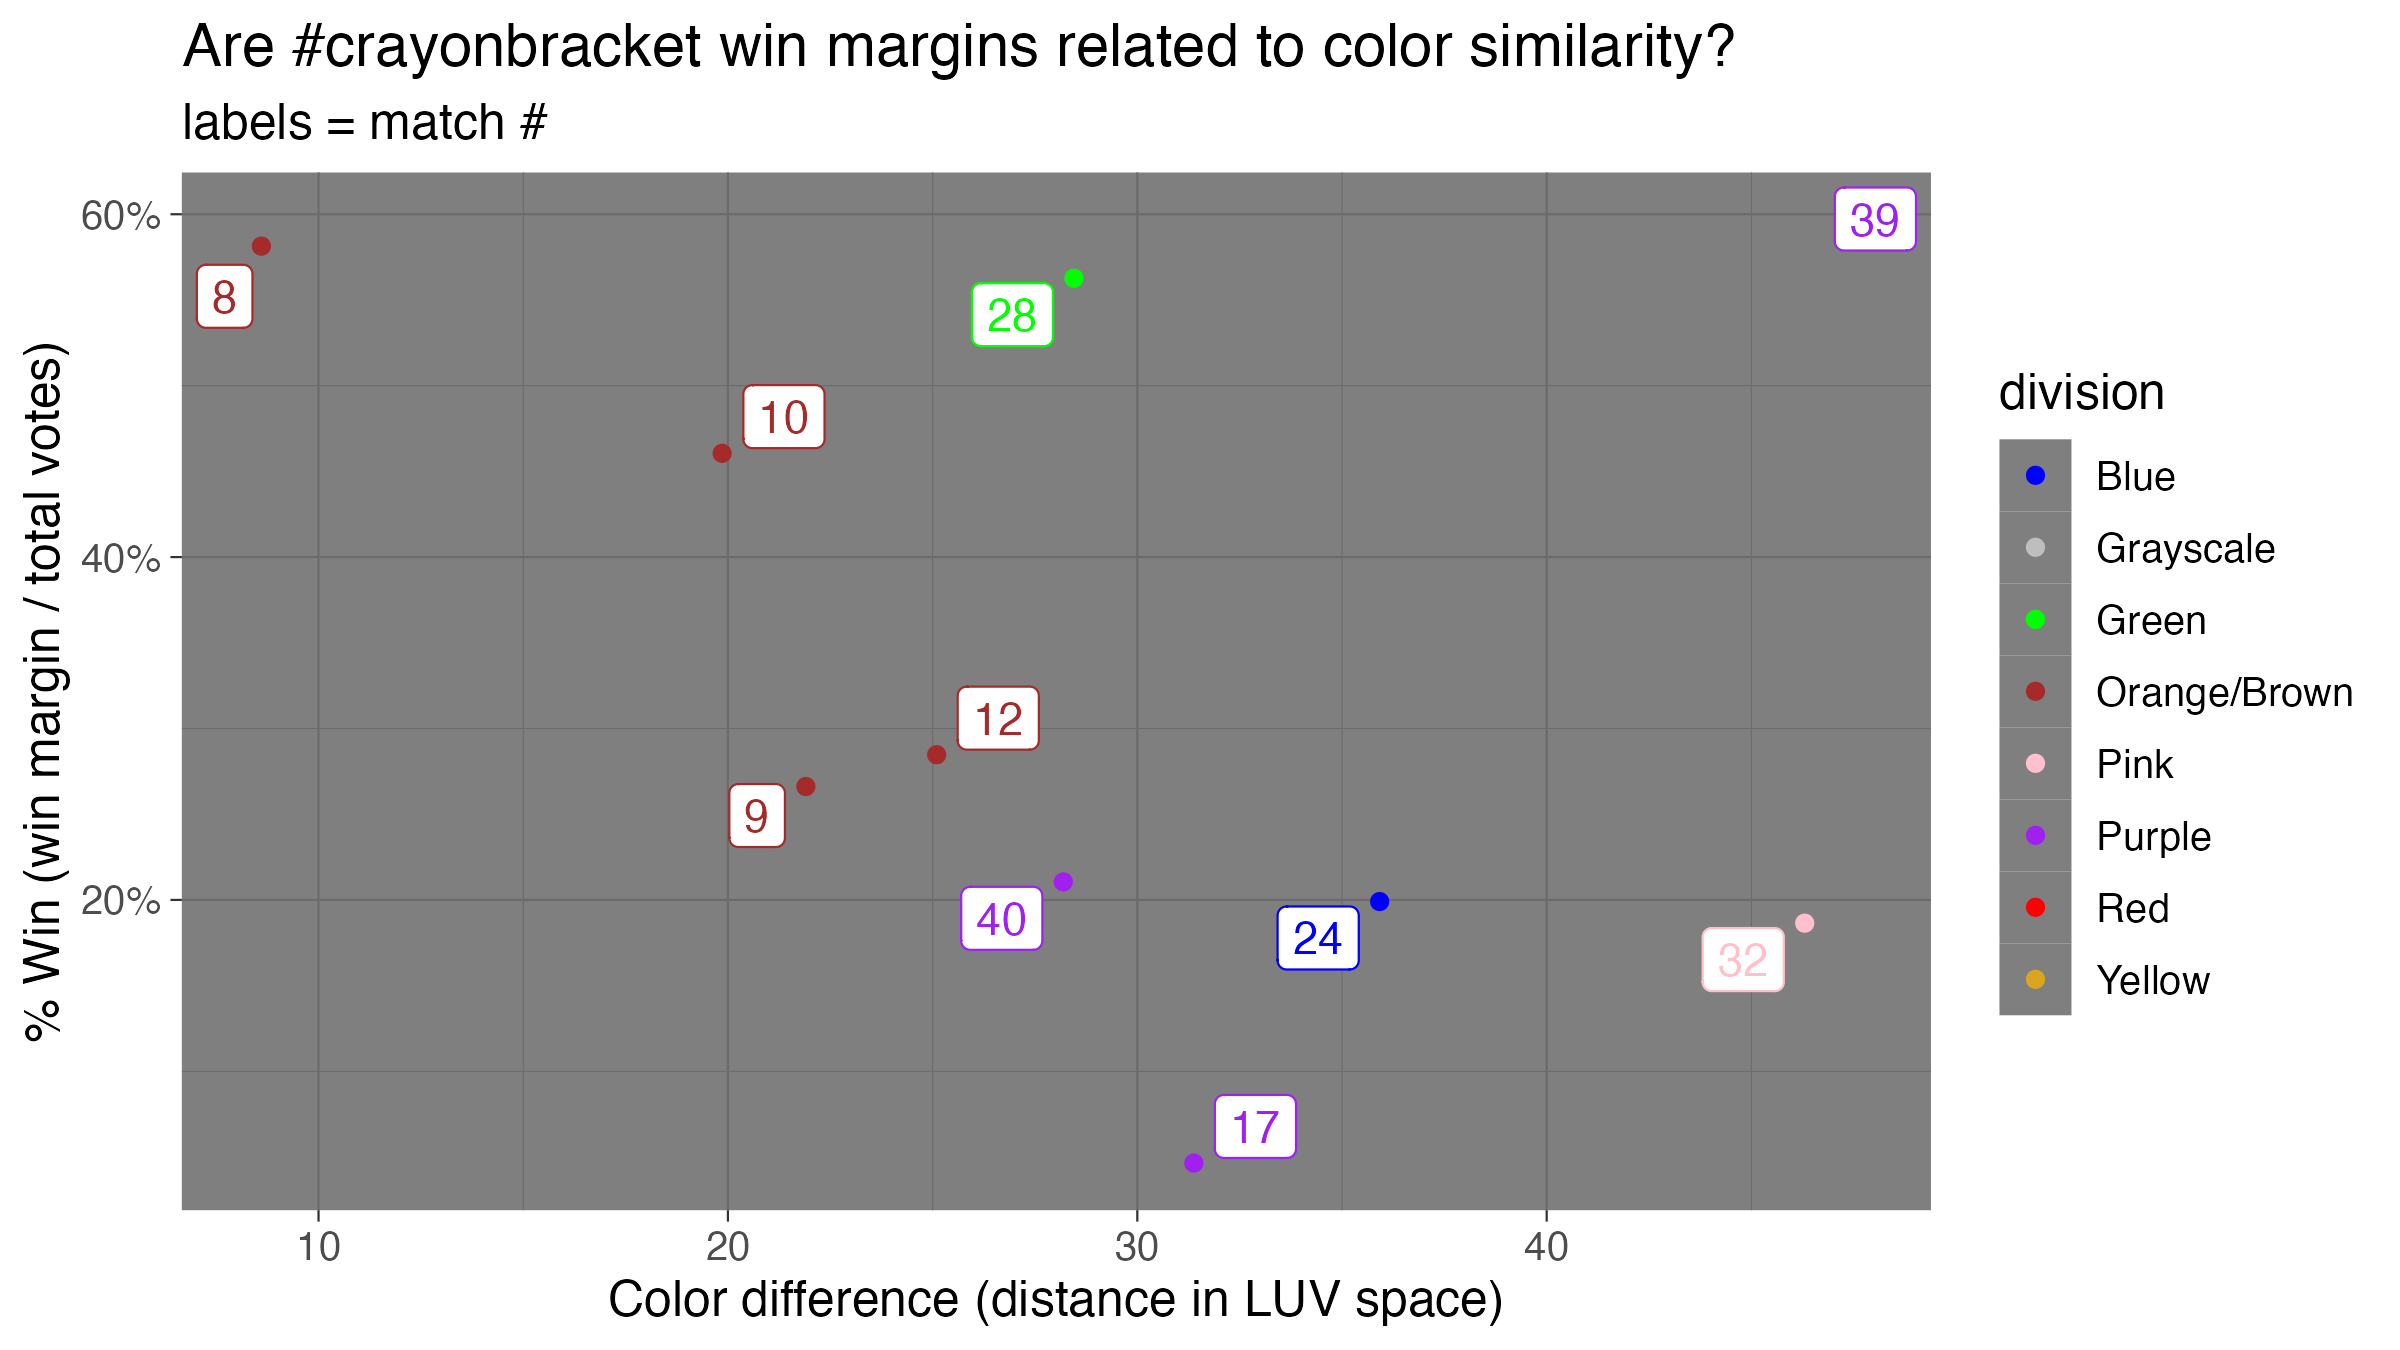 Are #crayonbracket win margins related to color similarity?
labels = match #
% Win (win margin / total votes)
60%
40%
20%
39
8
28
10
12
9
40
24
32
17
10
20
30
40
Color difference (distance in LUV space)
division
Blue
Grayscale
Green
Orange/Brown
Pink
Purple
Red
Yellow